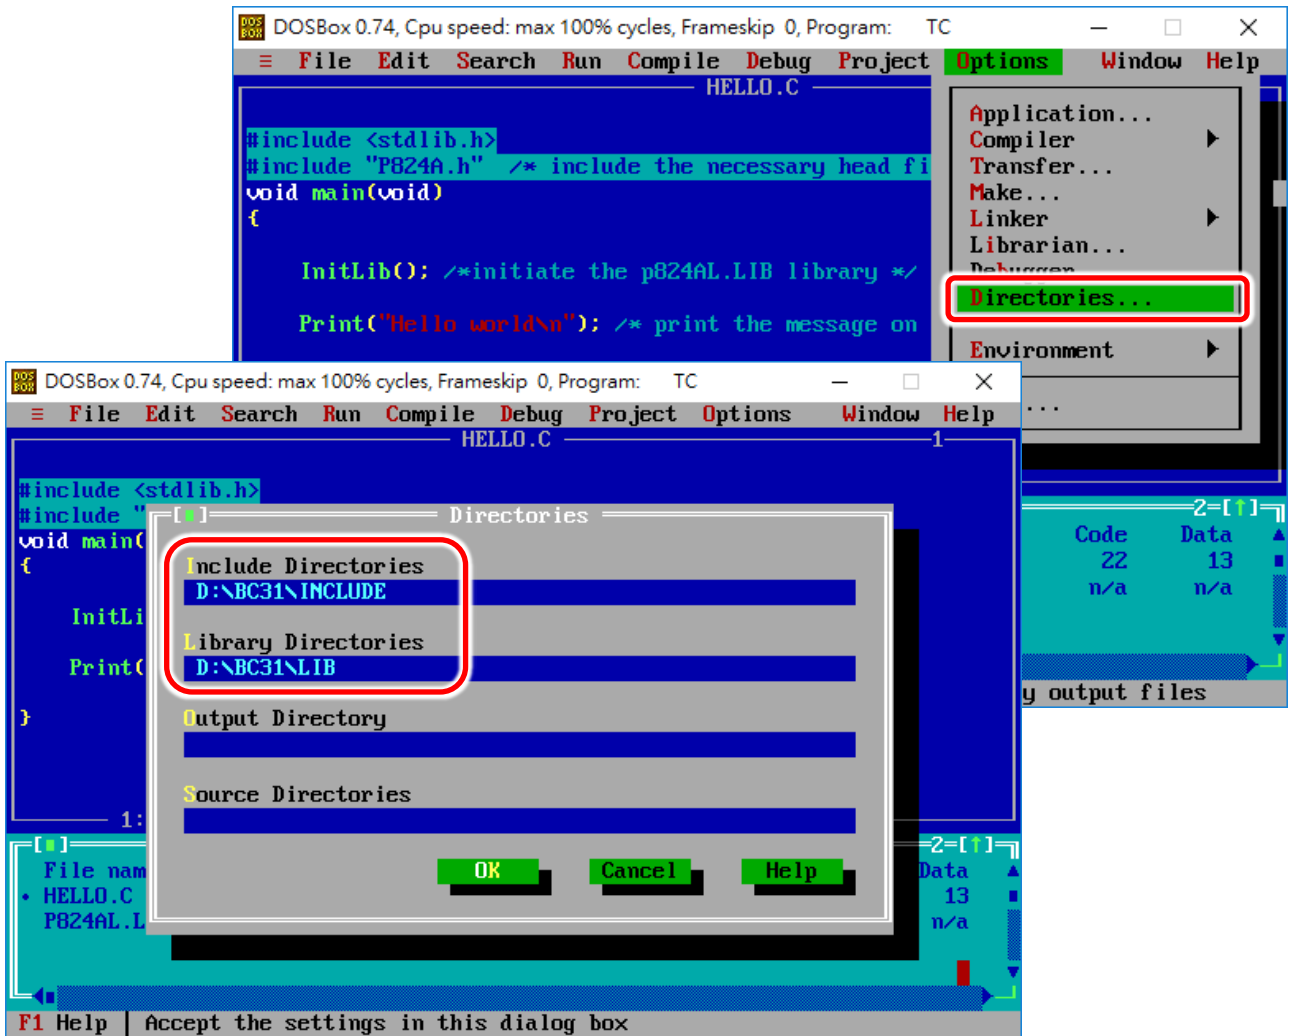 DOSBox 0.74, Cpu speed: max 100% cycles, Frameskip 0, Program: TC
≡ File Edit Search Run Compile Debug Project Options Window Help
HELLO.C
#include <stdlib.h>
#include "P824A.h" /* include the necessary head fi
void main(void)
{
InitLib(); /*initiate the p824AL.LIB library */
Print("Hello world\n"); /* print the message on
Application...
Compiler
Transfer...
Make...
Linker
Librarian...
Debugger
Directories...
Environment
...
2=[↑]
Code Data
22 13
n/a n/a
y output files
DOSBox 0.74, Cpu speed: max 100% cycles, Frameskip 0, Program: TC
≡ File Edit Search Run Compile Debug Project Options Window Help
HELLO.C 1
#include <stdlib.h>
#include "
void main(
{
InitLi
Print(
}
1:
Directories
Include Directories
D:\BC31\INCLUDE
Library Directories
D:\BC31\LIB
Output Directory
Source Directories
OK Cancel Help
2=[↑]
File nam Data
• HELLO.C 13
P824AL.L n/a
F1 Help | Accept the settings in this dialog box